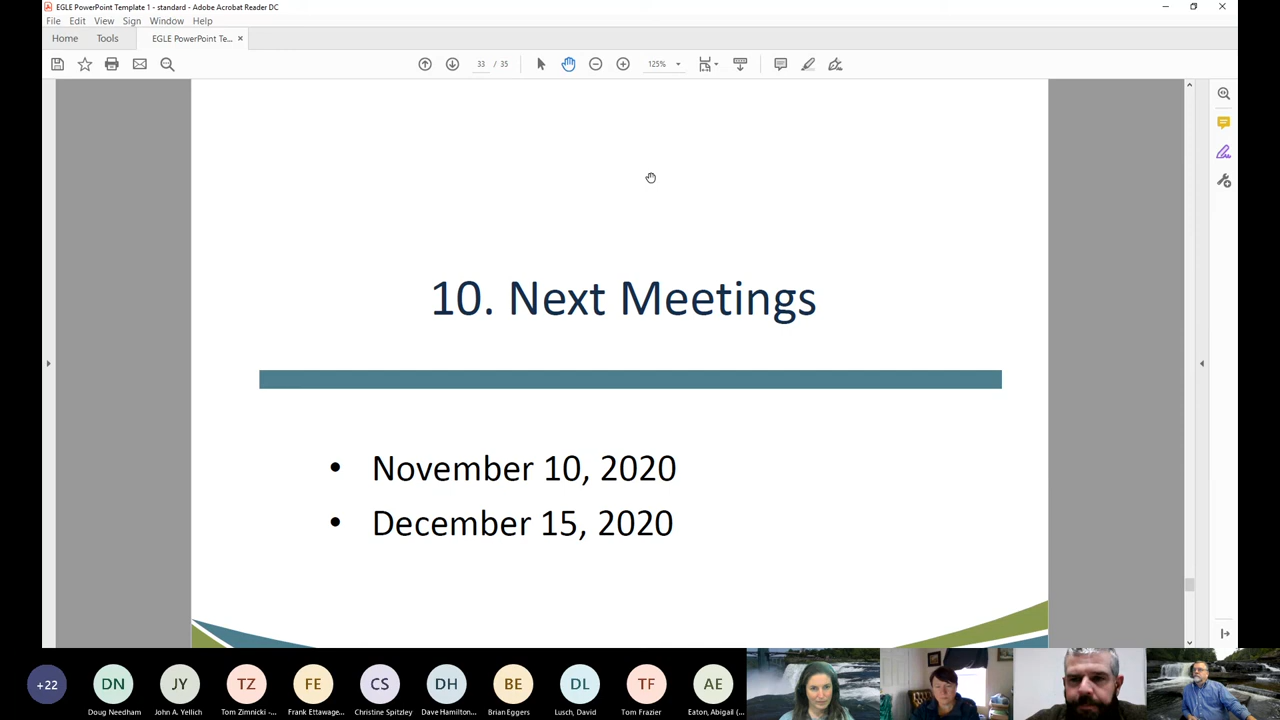 EGLE PowerPoint Template 1 - standard - Adobe Acrobat Reader DC
File Edit View Sign Window Help
Home Tools EGLE PowerPoint Te... ×
33 / 35 125%
10. Next Meetings
• November 10, 2020
• December 15, 2020
+22 DN JY TZ FE CS DH BE DL TF AE
Doug Needham John A. Yellich Tom Zimnicki -... Frank Ettawage... Christine Spitzley Dave Hamilton... Brian Eggers Lusch, David Tom Frazier Eaton, Abigail (...